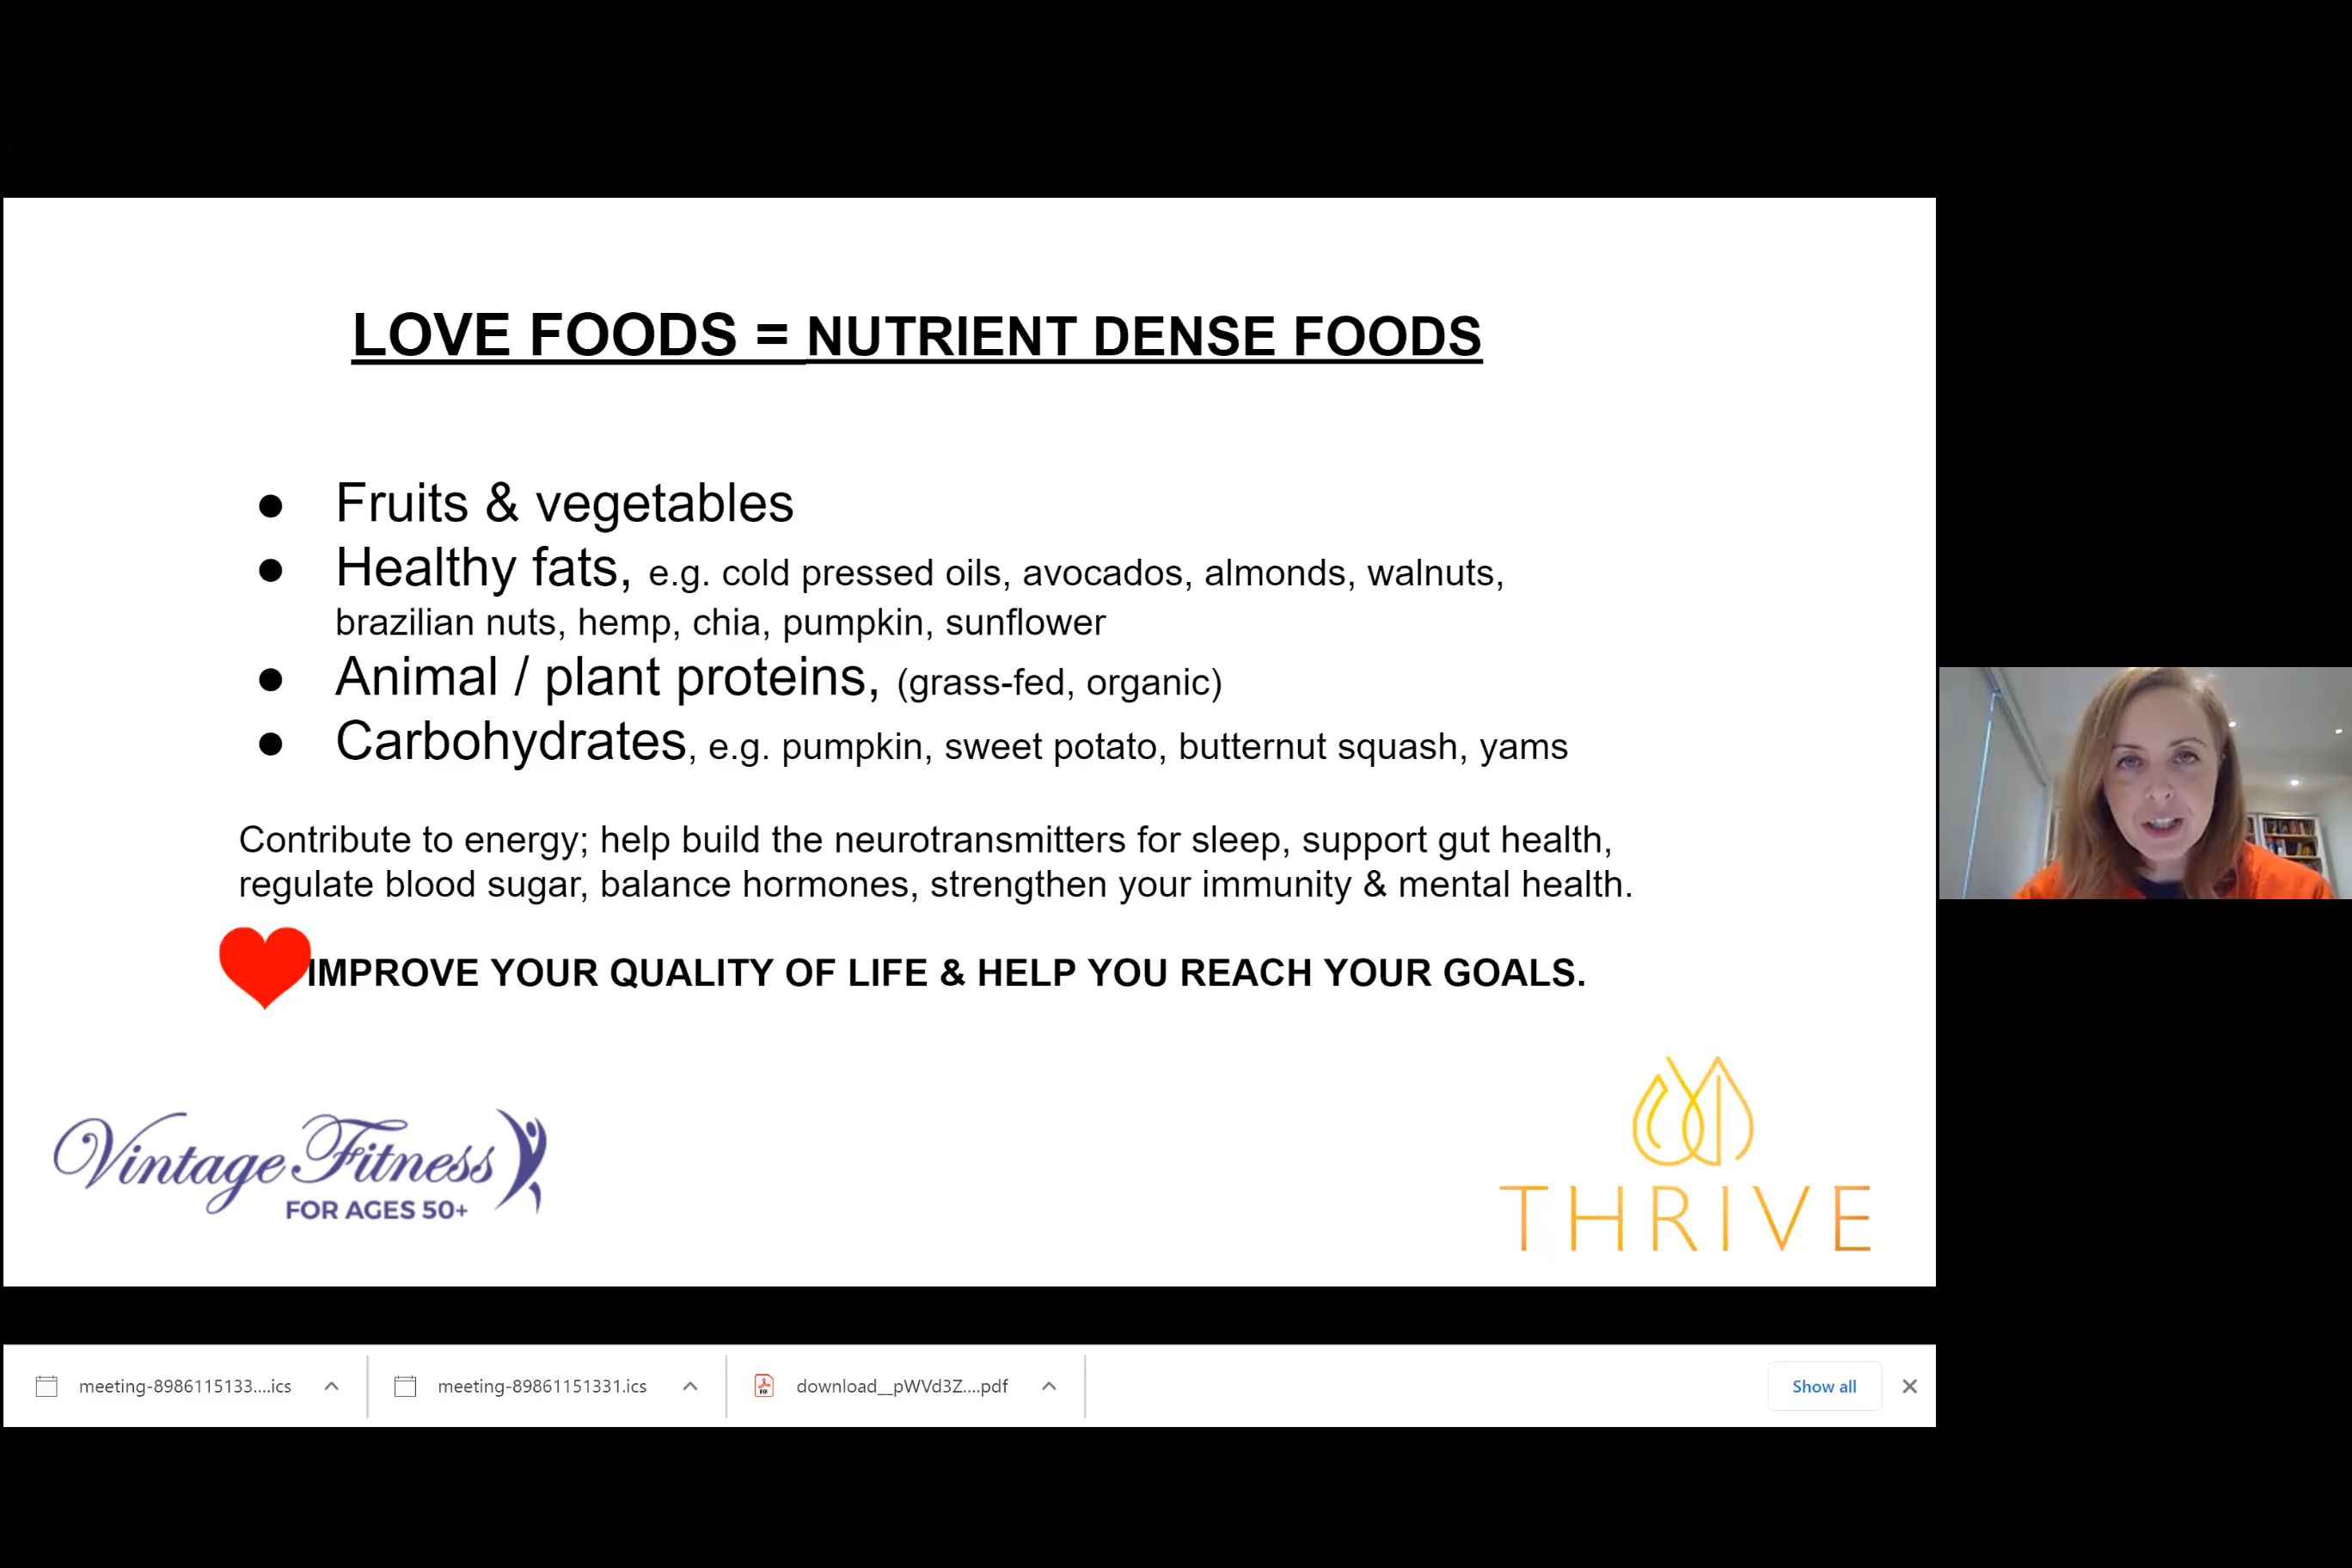 LOVE FOODS = NUTRIENT DENSE FOODS
● Fruits & vegetables
● Healthy fats, e.g. cold pressed oils, avocados, almonds, walnuts,
brazilian nuts, hemp, chia, pumpkin, sunflower
● Animal / plant proteins, (grass-fed, organic)
● Carbohydrates, e.g. pumpkin, sweet potato, butternut squash, yams
Contribute to energy; help build the neurotransmitters for sleep, support gut health,
regulate blood sugar, balance hormones, strengthen your immunity & mental health.
IMPROVE YOUR QUALITY OF LIFE & HELP YOU REACH YOUR GOALS.
Vintage Fitness
FOR AGES 50+
THRIVE
meeting-8986115133....ics
meeting-89861151331.ics
download__pWVd3Z....pdf
Show all